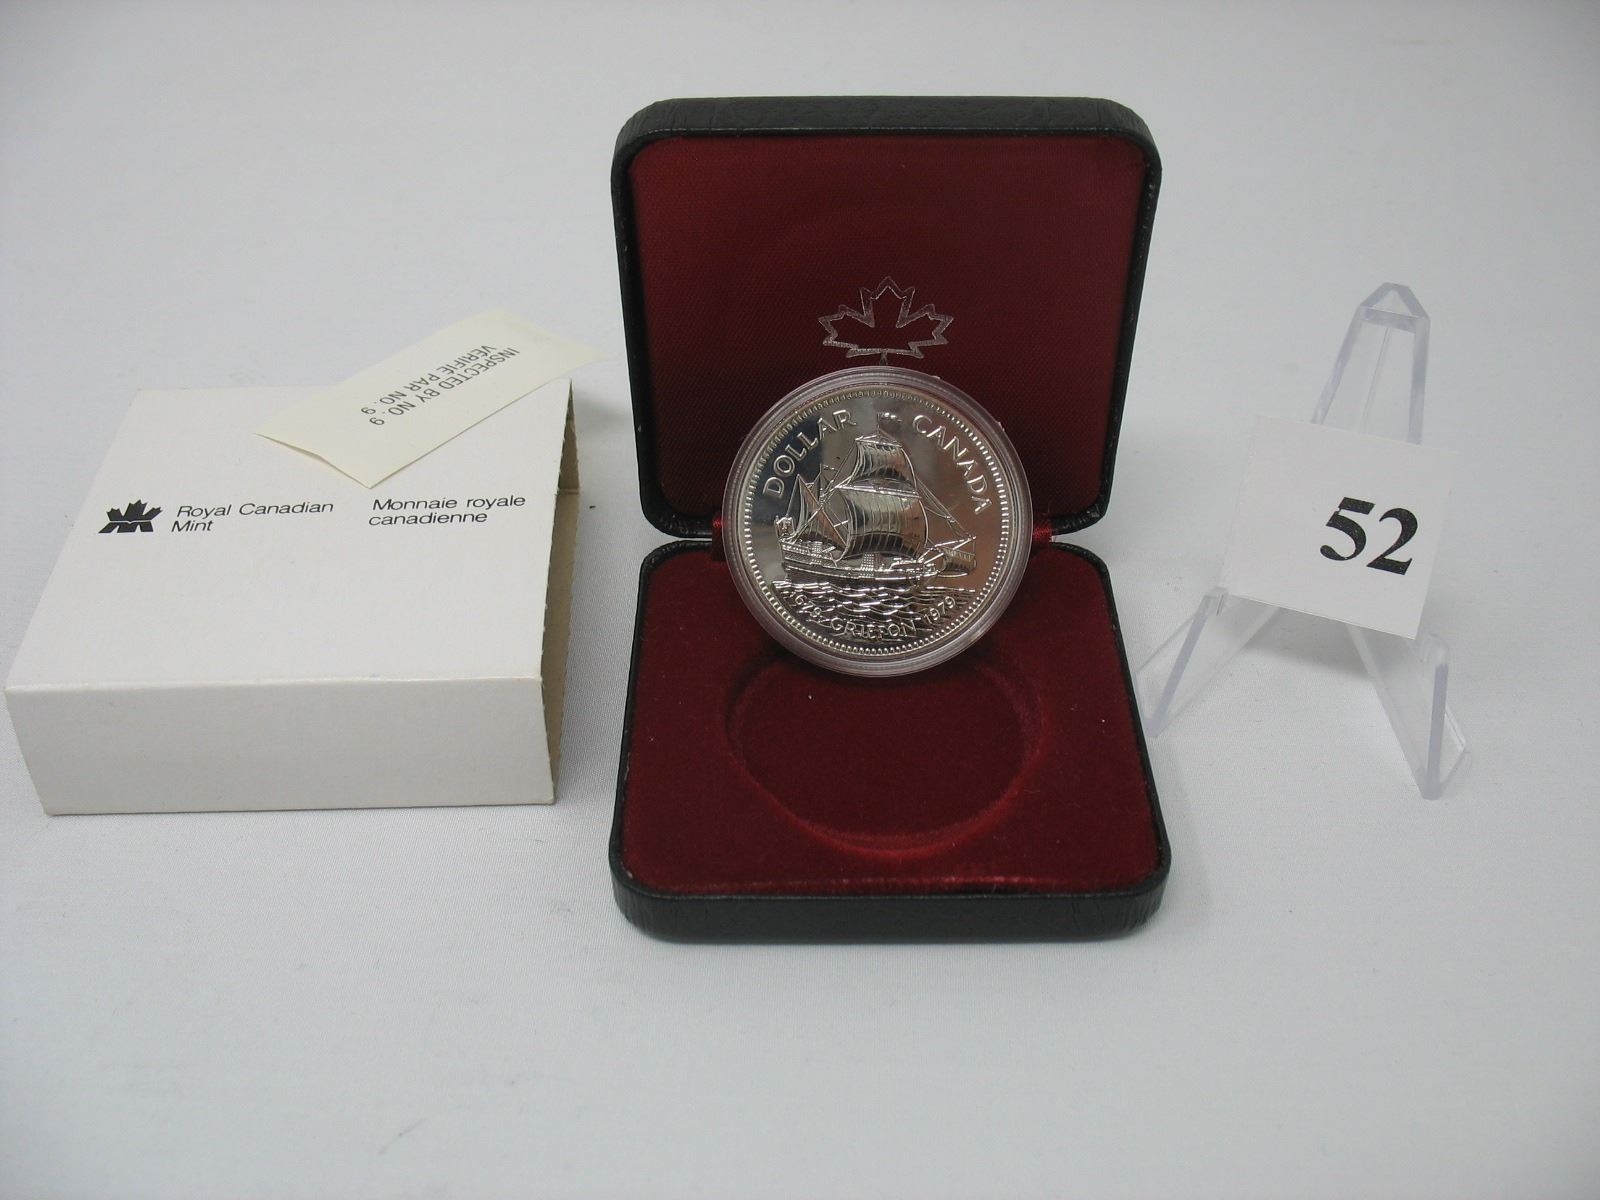 INSPECTED BY NO. 9
VÉRIFIÉ PAR NO. 9
Royal Canadian
Mint
Monnaie royale
canadienne
DOLLAR CANADA
1679 GRIFFON 1979
52